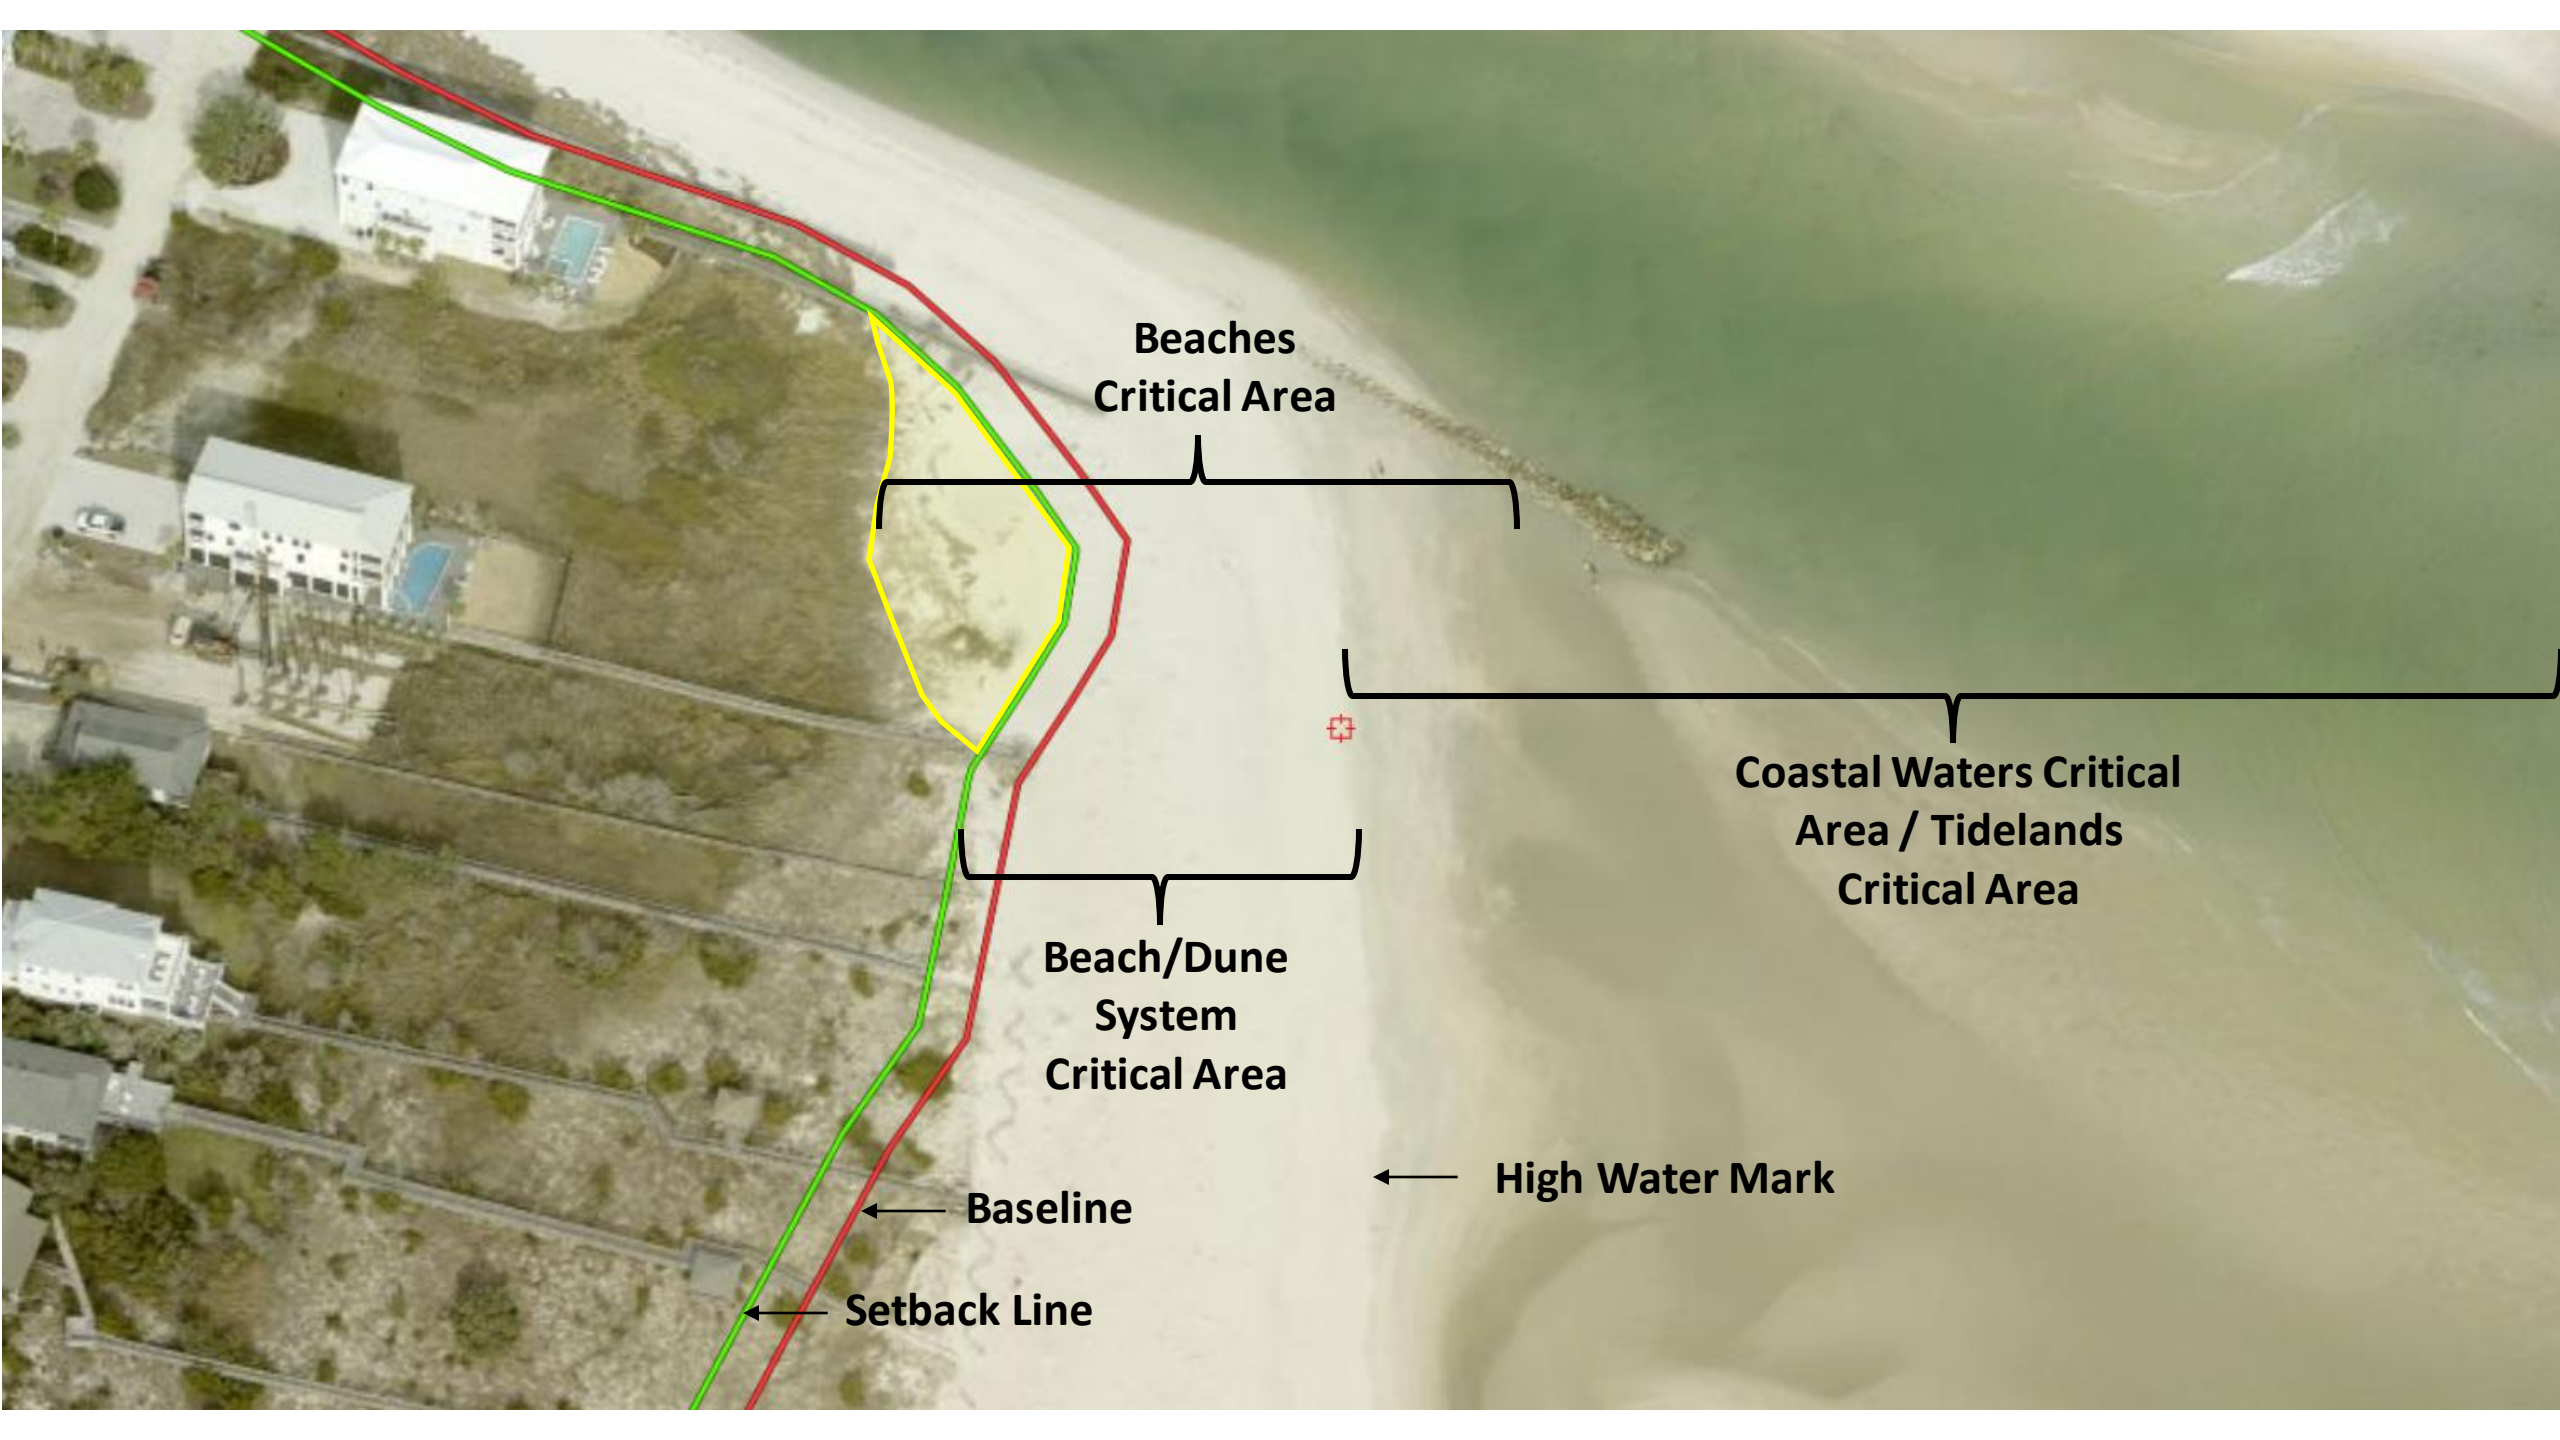 Beaches
Critical Area
Coastal Waters Critical
Area / Tidelands
Critical Area
Beach/Dune
System
Critical Area
High Water Mark
Baseline
Setback Line